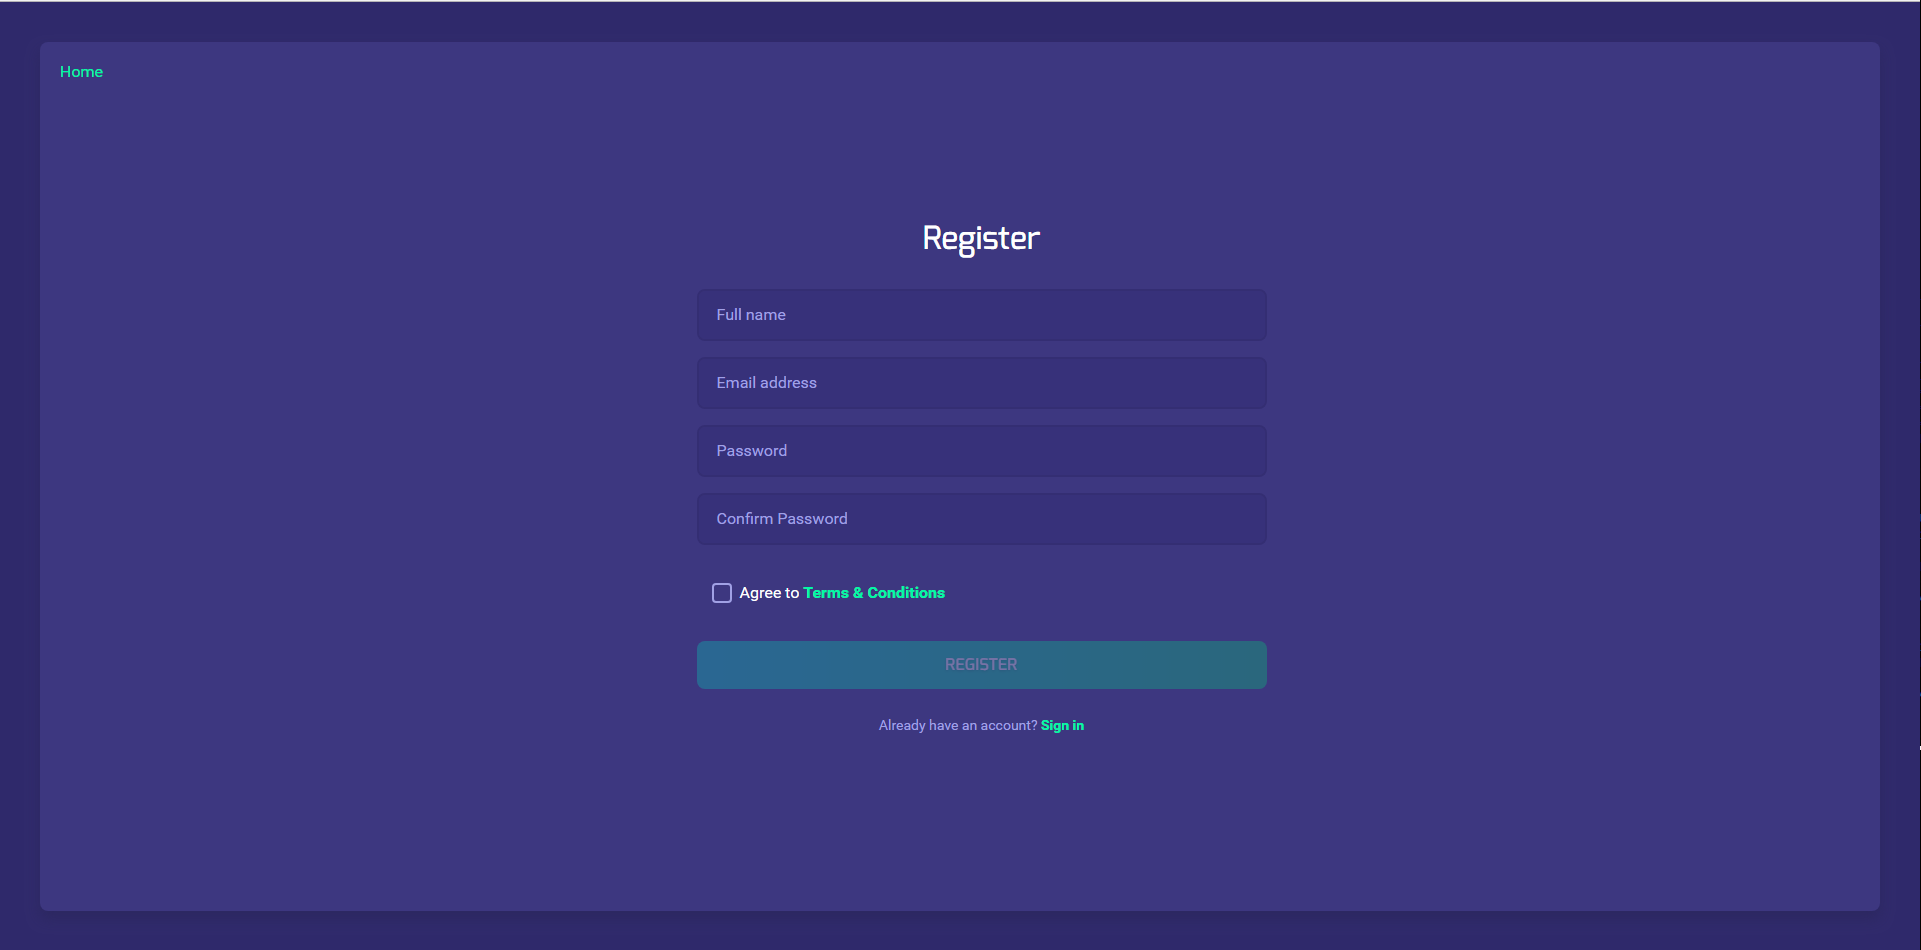 Home
Register
Full name
Email address
Password
Confirm Password
Agree to Terms & Conditions
REGISTER
Already have an account? Sign in